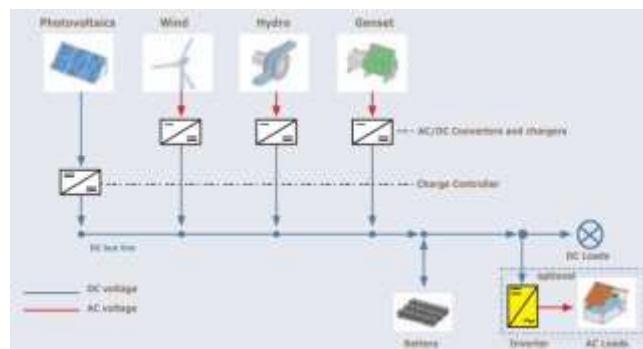 Photovoltaics Wind Hydro Genset
AC/DC Converters and chargers
Charge Controller
DC bus line
DC Loads
optional
DC voltage
AC voltage
Battery
Inverter
AC Loads